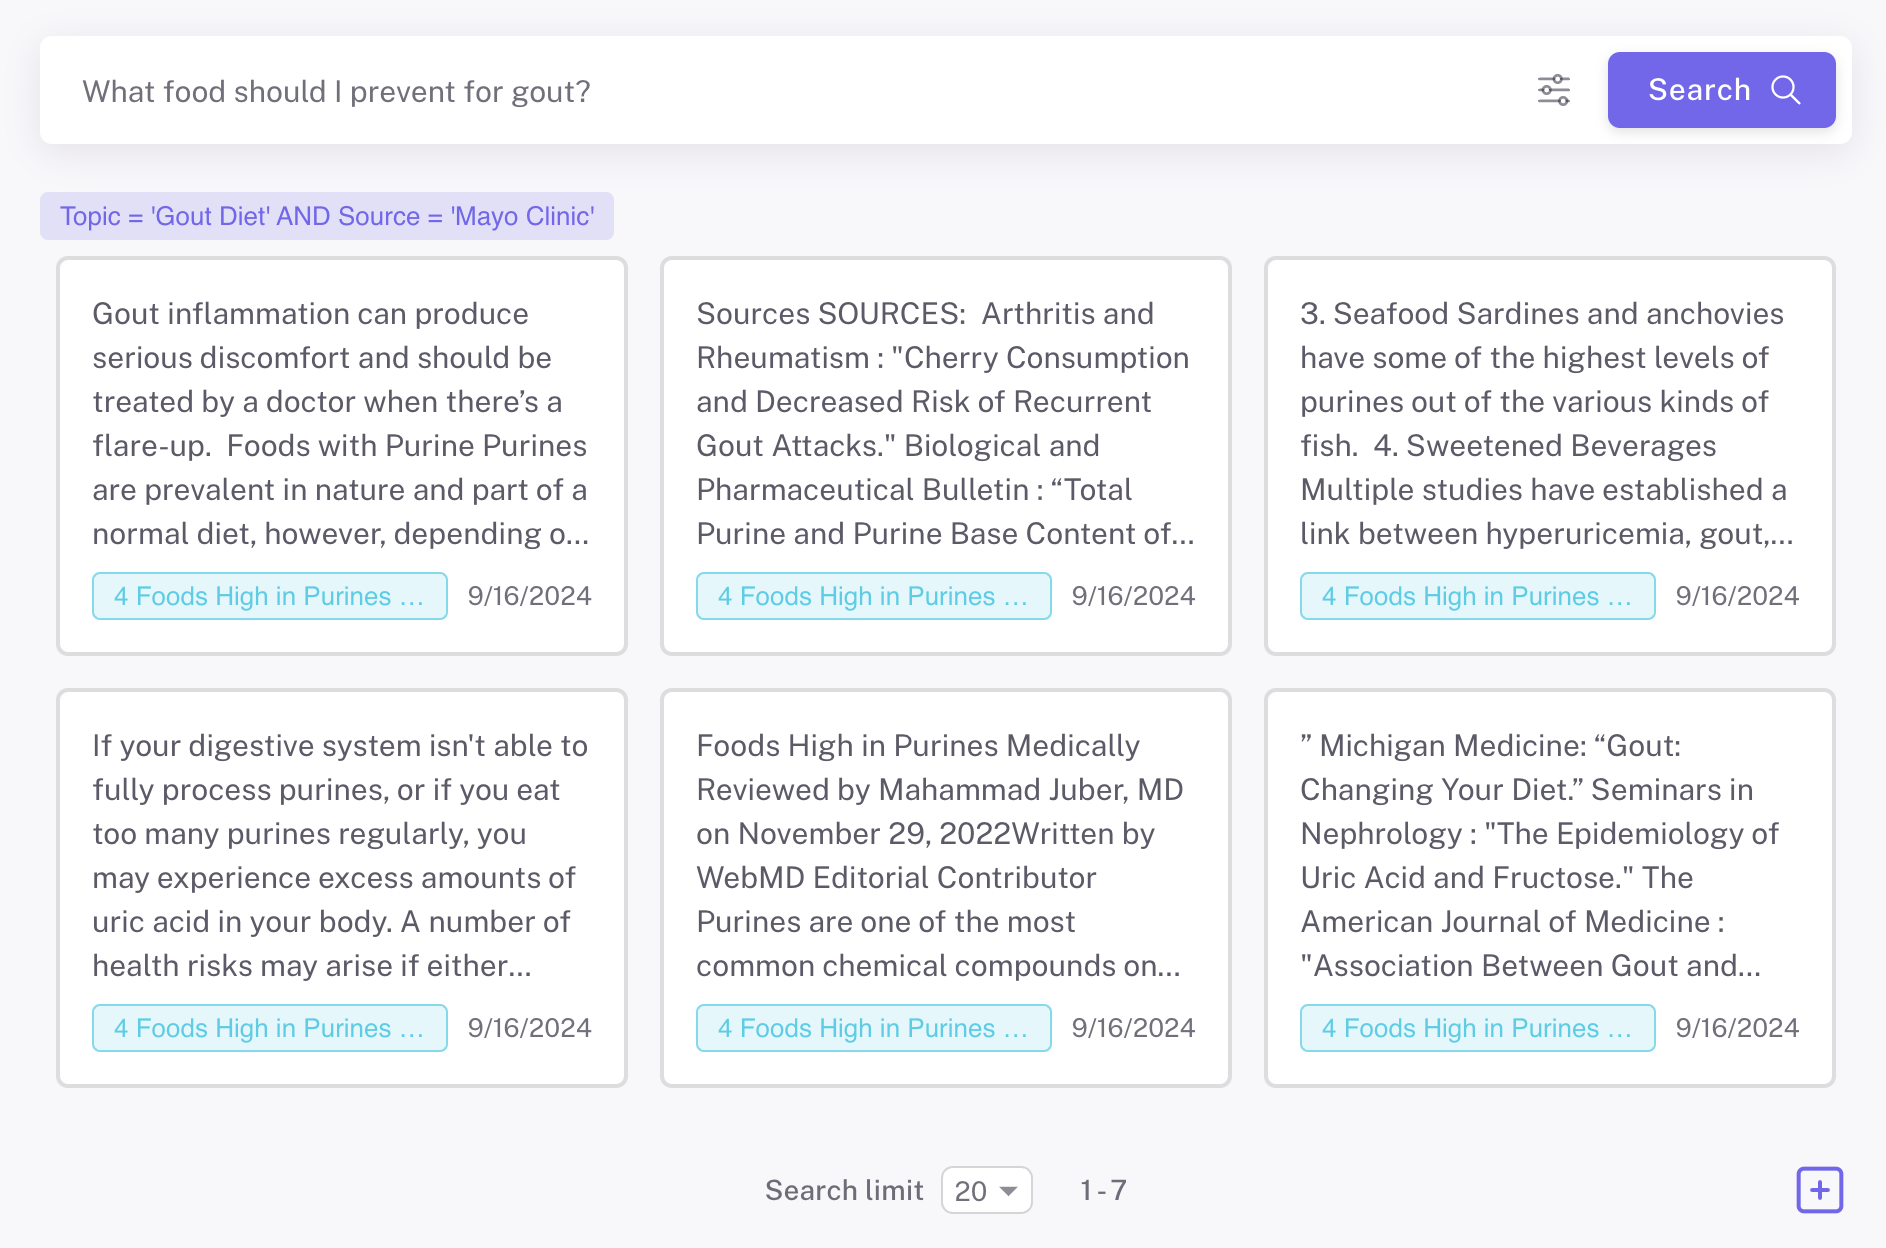 What food should I prevent for gout?
Search
Topic = 'Gout Diet' AND Source = 'Mayo Clinic'
Gout inflammation can produce
serious discomfort and should be
treated by a doctor when there’s a
flare-up.  Foods with Purine Purines
are prevalent in nature and part of a
normal diet, however, depending o...
4 Foods High in Purines ...
9/16/2024
Sources SOURCES:  Arthritis and
Rheumatism : "Cherry Consumption
and Decreased Risk of Recurrent
Gout Attacks." Biological and
Pharmaceutical Bulletin : “Total
Purine and Purine Base Content of...
4 Foods High in Purines ...
9/16/2024
3. Seafood Sardines and anchovies
have some of the highest levels of
purines out of the various kinds of
fish.  4. Sweetened Beverages
Multiple studies have established a
link between hyperuricemia, gout,...
4 Foods High in Purines ...
9/16/2024
If your digestive system isn't able to
fully process purines, or if you eat
too many purines regularly, you
may experience excess amounts of
uric acid in your body. A number of
health risks may arise if either...
4 Foods High in Purines ...
9/16/2024
Foods High in Purines Medically
Reviewed by Mahammad Juber, MD
on November 29, 2022Written by
WebMD Editorial Contributor
Purines are one of the most
common chemical compounds on...
4 Foods High in Purines ...
9/16/2024
” Michigan Medicine: “Gout:
Changing Your Diet.” Seminars in
Nephrology : "The Epidemiology of
Uric Acid and Fructose." The
American Journal of Medicine :
"Association Between Gout and...
4 Foods High in Purines ...
9/16/2024
Search limit 20 1 - 7